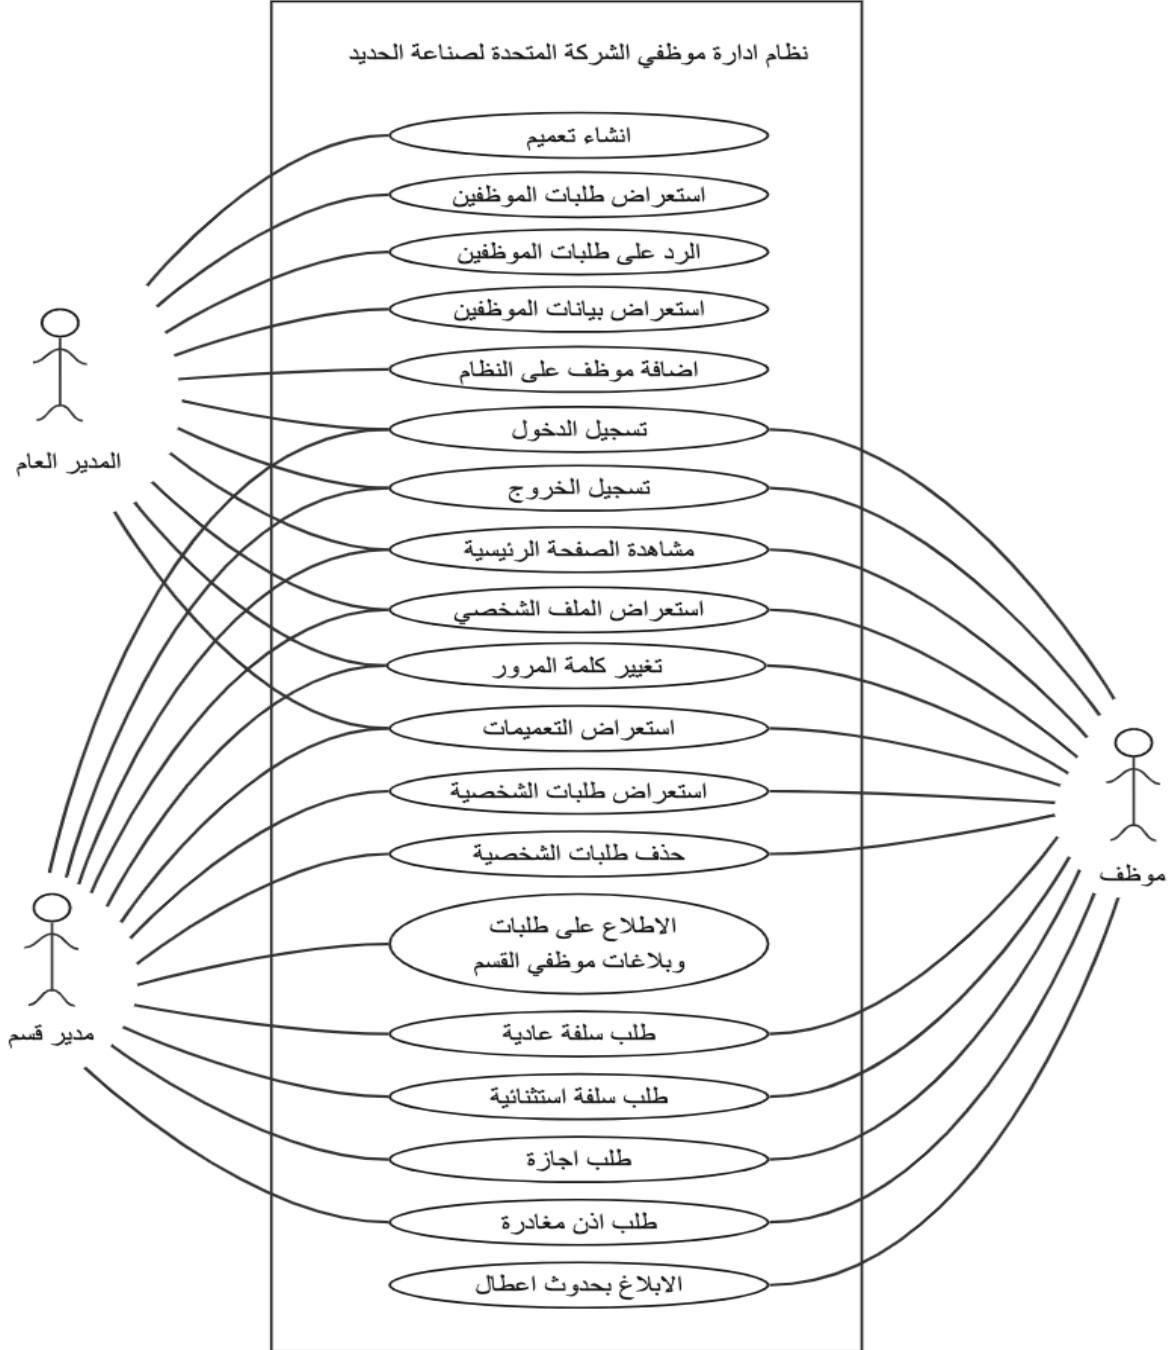 نظام ادارة موظفي الشركة المتحدة لصناعة الحديد
انشاء تعميم
استعراض طلبات الموظفين
الرد على طلبات الموظفين
استعراض بيانات الموظفين
اضافة موظف على النظام
تسجيل الدخول
المدير العام
تسجيل الخروج
مشاهدة الصفحة الرئيسية
استعراض الملف الشخصي
تغيير كلمة المرور
استعراض التعميمات
استعراض طلبات الشخصية
حذف طلبات الشخصية
موظف
الاطلاع على طلبات
وبلاغات موظفي القسم
طلب سلفة عادية
مدير قسم
طلب سلفة استثنائية
طلب اجازة
طلب اذن مغادرة
الابلاغ بحدوث اعطال